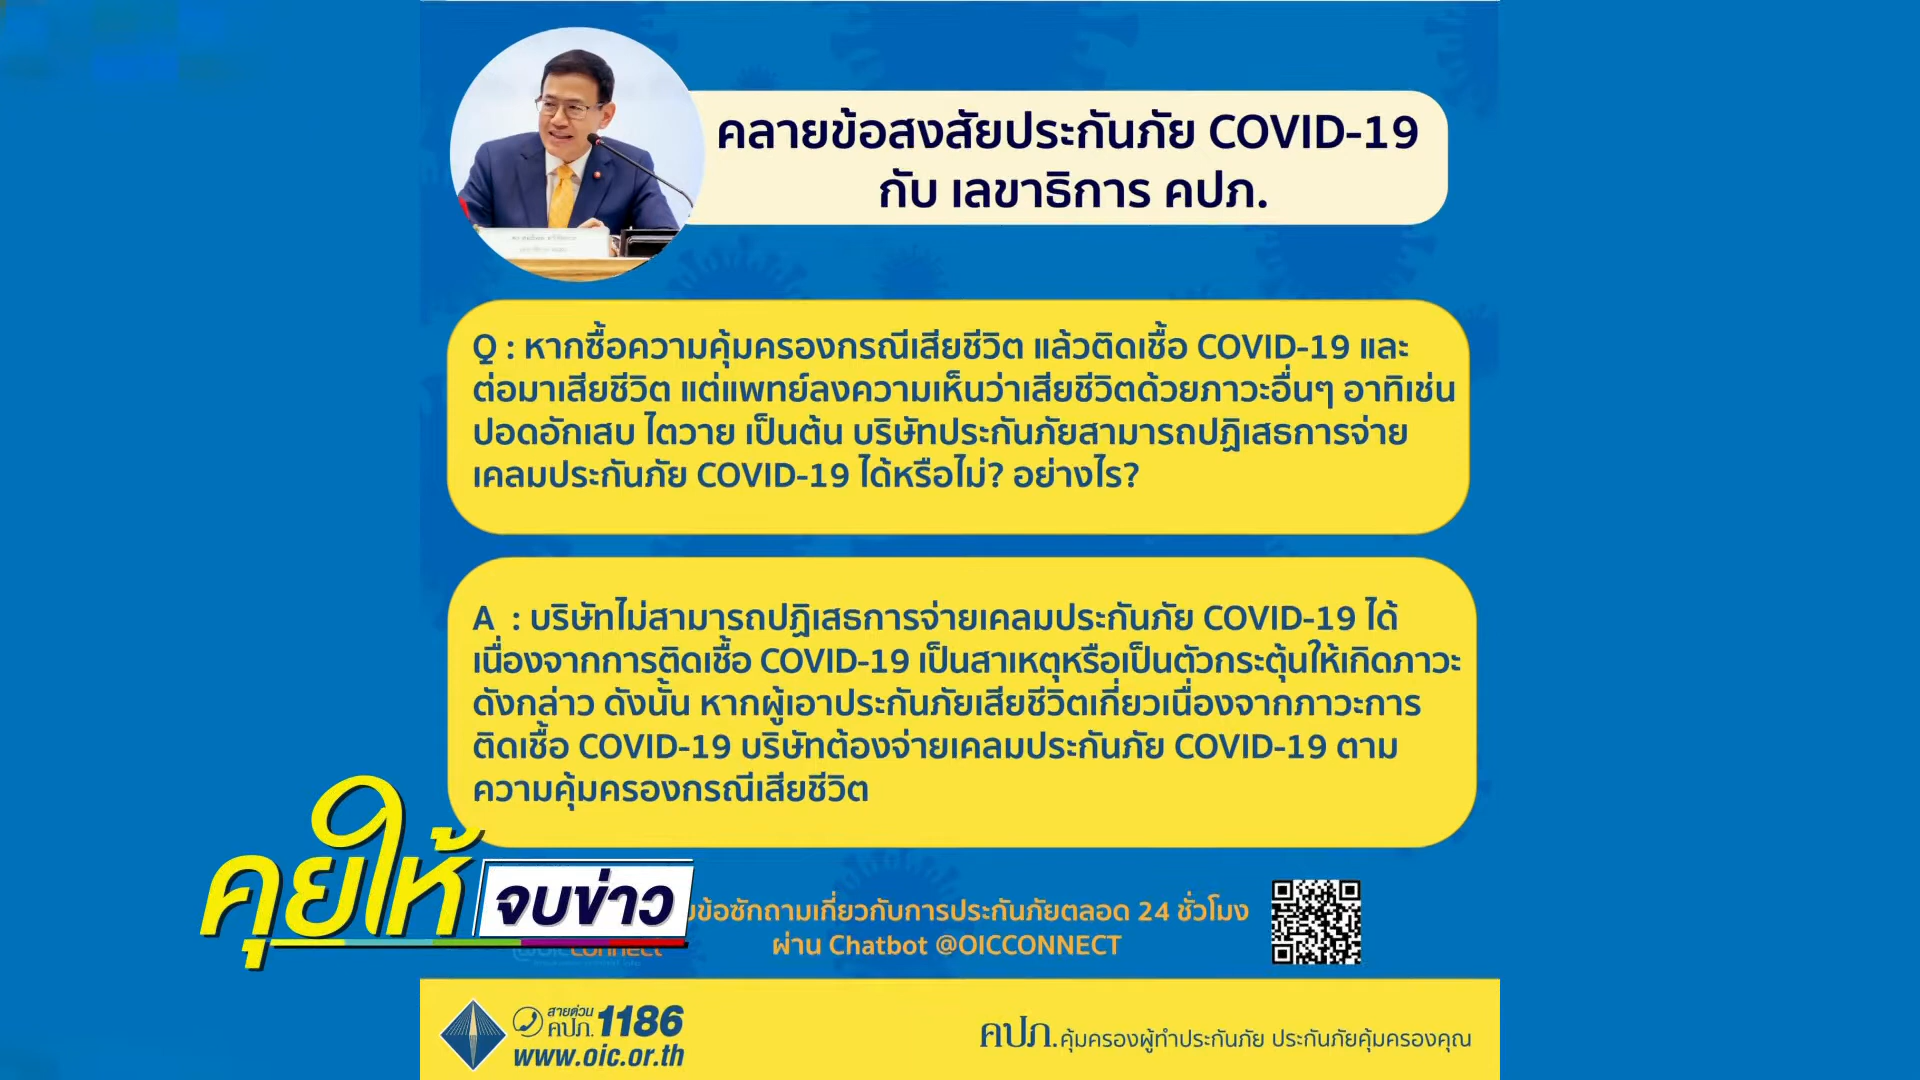 คลายข้อสงสัยประกันภัย COVID-19
กับ เลขาธิการ คปภ.
Q : หากซื้อความคุ้มครองกรณีเสียชีวิต แล้วติดเชื้อ COVID-19 และ
ต่อมาเสียชีวิต แต่แพทย์ลงความเห็นว่าเสียชีวิตด้วยภาวะอื่นๆ อาทิเช่น
ปอดอักเสบ ไตวาย เป็นต้น บริษัทประกันภัยสามารถปฏิเสธการจ่าย
เคลมประกันภัย COVID-19 ได้หรือไม่? อย่างไร?
A : บริษัทไม่สามารถปฏิเสธการจ่ายเคลมประกันภัย COVID-19 ได้
เนื่องจากการติดเชื้อ COVID-19 เป็นสาเหตุหรือเป็นตัวกระตุ้นให้เกิดภาวะ
ดังกล่าว ดังนั้น หากผู้เอาประกันภัยเสียชีวิตเกี่ยวเนื่องจากภาวะการ
ติดเชื้อ COVID-19 บริษัทต้องจ่ายเคลมประกันภัย COVID-19 ตาม
ความคุ้มครองกรณีเสียชีวิต
คุยให้
จบข่าว
ข้อซักถามเกี่ยวกับการประกันภัยตลอด 24 ชั่วโมง
ผ่าน Chatbot @OICCONNECT
สายด่วน
คปภ. 1186
www.oic.or.th
คปภ. คุ้มครองผู้ทำประกันภัย ประกันภัยคุ้มครองคุณ